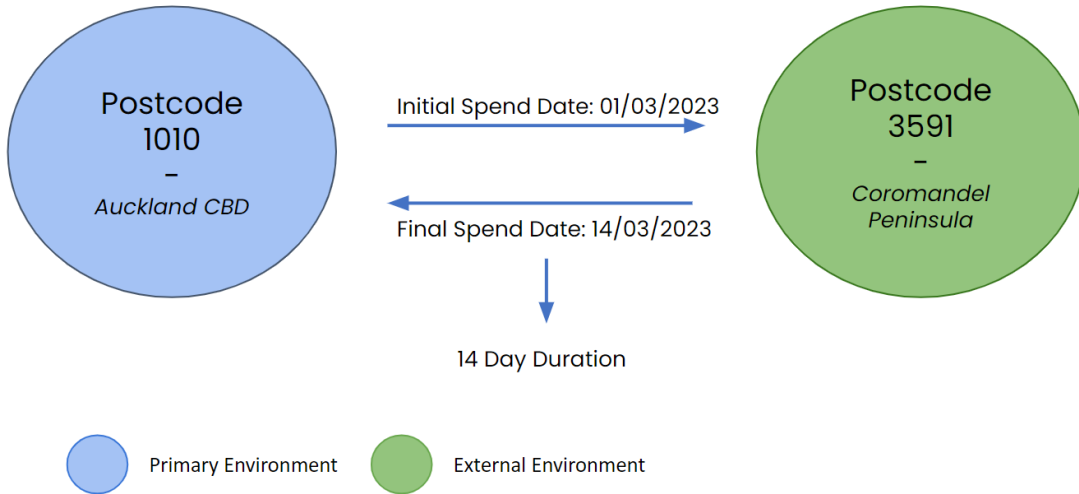 Postcode
1010
-
Auckland CBD
Initial Spend Date: 01/03/2023
Final Spend Date: 14/03/2023
14 Day Duration
Postcode
3591
-
Coromandel
Peninsula
Primary Environment
External Environment